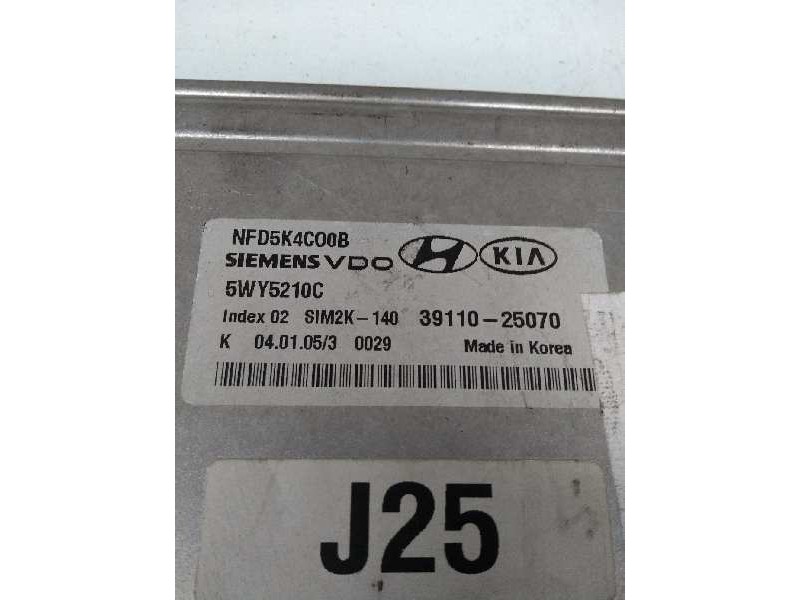 NFD5K4C00B
SIEMENS VDO KIA
5WY5210C
Index 02 SIM2K-140 39110-25070
K 04.01.05/3 0029 Made in Korea
J25